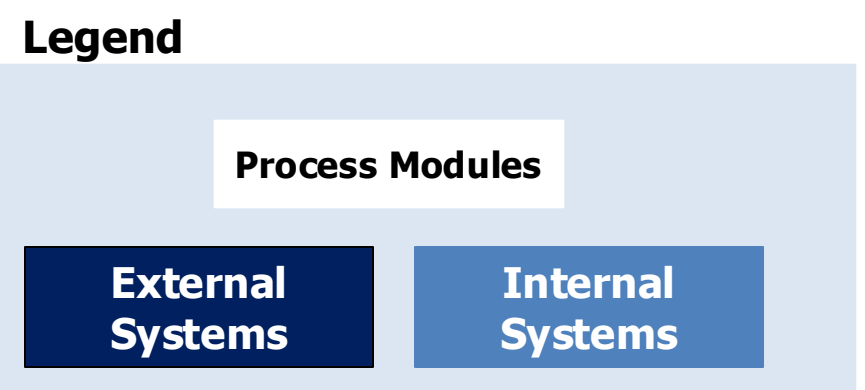 Legend
Process Modules
External
Systems
Internal
Systems